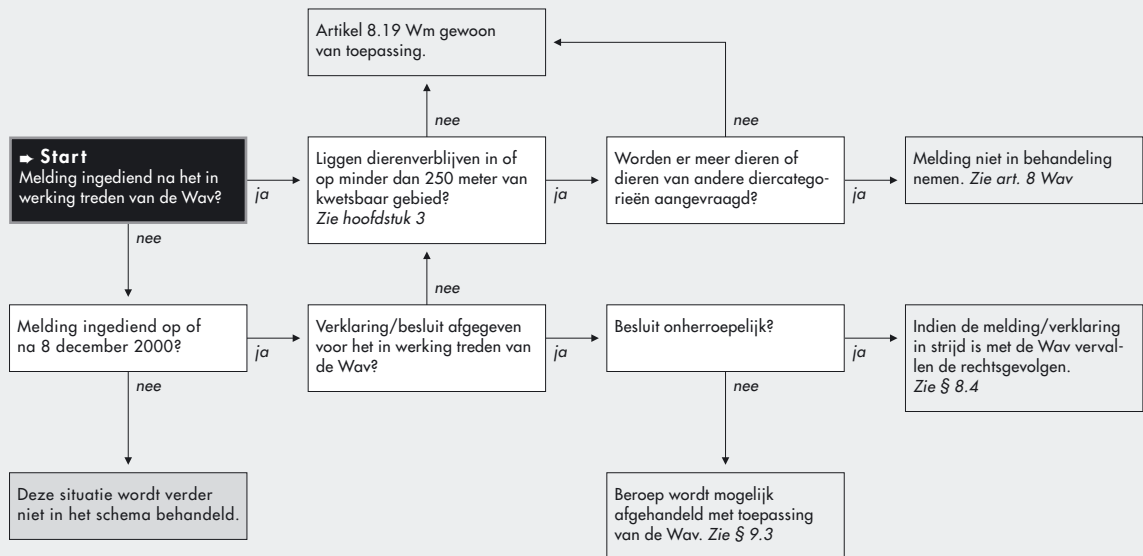 Artikel 8.19 Wm gewoon
van toepassing.
nee
nee
➨ Start
Melding ingediend na het in
werking treden van de Wav?
ja
Liggen dierenverblijven in of
op minder dan 250 meter van
kwetsbaar gebied?
Zie hoofdstuk 3
ja
Worden er meer dieren of
dieren van andere diercatego-
rieën aangevraagd?
ja
Melding niet in behandeling
nemen. Zie art. 8 Wav
nee
nee
Melding ingediend op of
na 8 december 2000?
ja
Verklaring/besluit afgegeven
voor het in werking treden van
de Wav?
ja
Besluit onherroepelijk?
ja
Indien de melding/verklaring
in strijd is met de Wav verval-
len de rechtsgevolgen.
Zie § 8.4
nee
nee
Deze situatie wordt verder
niet in het schema behandeld.
Beroep wordt mogelijk
afgehandeld met toepassing
van de Wav. Zie § 9.3